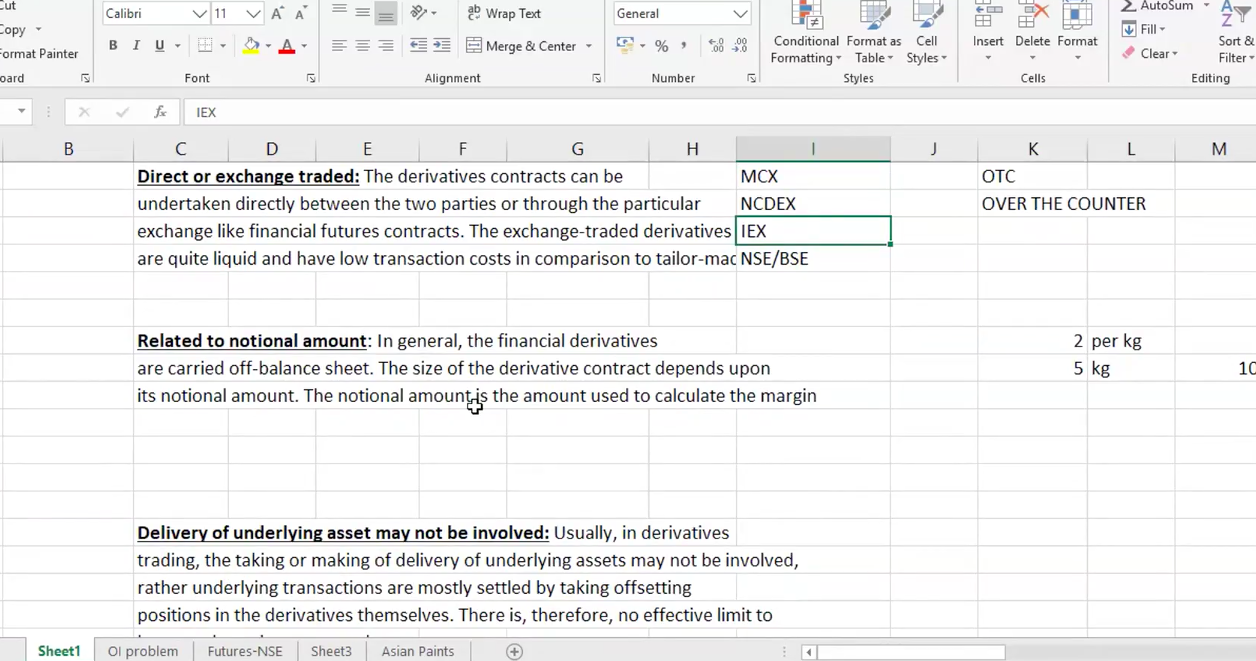 Cut
Calibri 11 A A Wrap Text General AutoSum
Copy Fill
Format Painter B I U A Merge & Center % , Conditional Formatting Format as Table Cell Styles Insert Delete Format Clear Sort & Filter
Font Alignment Number Styles Cells Editing
fx IEX
B C D E F G H I J K L M
Direct or exchange traded: The derivatives contracts can be MCX OTC
undertaken directly between the two parties or through the particular NCDEX OVER THE COUNTER
exchange like financial futures contracts. The exchange-traded derivatives IEX
are quite liquid and have low transaction costs in comparison to tailor-mad NSE/BSE
Related to notional amount: In general, the financial derivatives 2 per kg
are carried off-balance sheet. The size of the derivative contract depends upon 5 kg 10
its notional amount. The notional amount is the amount used to calculate the margin
Delivery of underlying asset may not be involved: Usually, in derivatives
trading, the taking or making of delivery of underlying assets may not be involved,
rather underlying transactions are mostly settled by taking offsetting
positions in the derivatives themselves. There is, therefore, no effective limit to
Sheet1 OI problem Futures-NSE Sheet3 Asian Paints